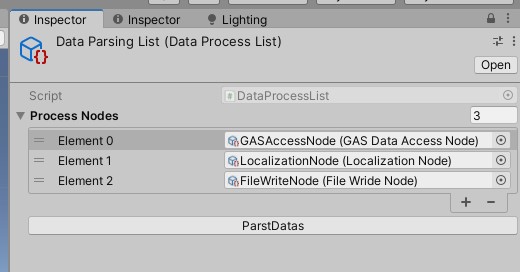 Inspector
Inspector
Lighting
Data Parsing List (Data Process List)
Open
Script
#DataProcessList
Process Nodes
3
Element 0
GASAccessNode (GAS Data Access Node)
Element 1
LocalizationNode (Localization Node)
Element 2
FileWriteNode (File Wride Node)
ParstDatas